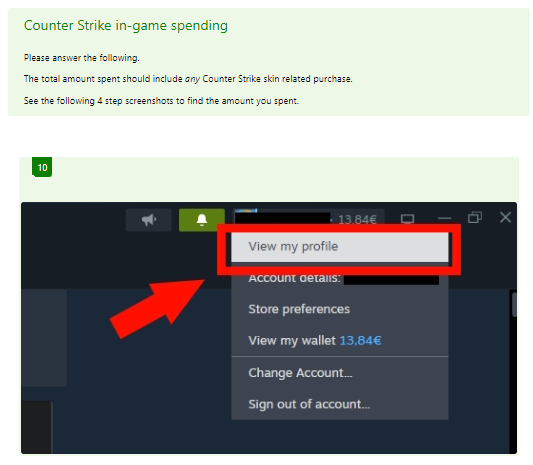 Counter Strike in-game spending
Please answer the following.
The total amount spent should include any Counter Strike skin related purchase.
See the following 4 step screenshots to find the amount you spent.
10
13,84€
View my profile
Account details:
Store preferences
View my wallet 13,84€
Change Account...
Sign out of account...